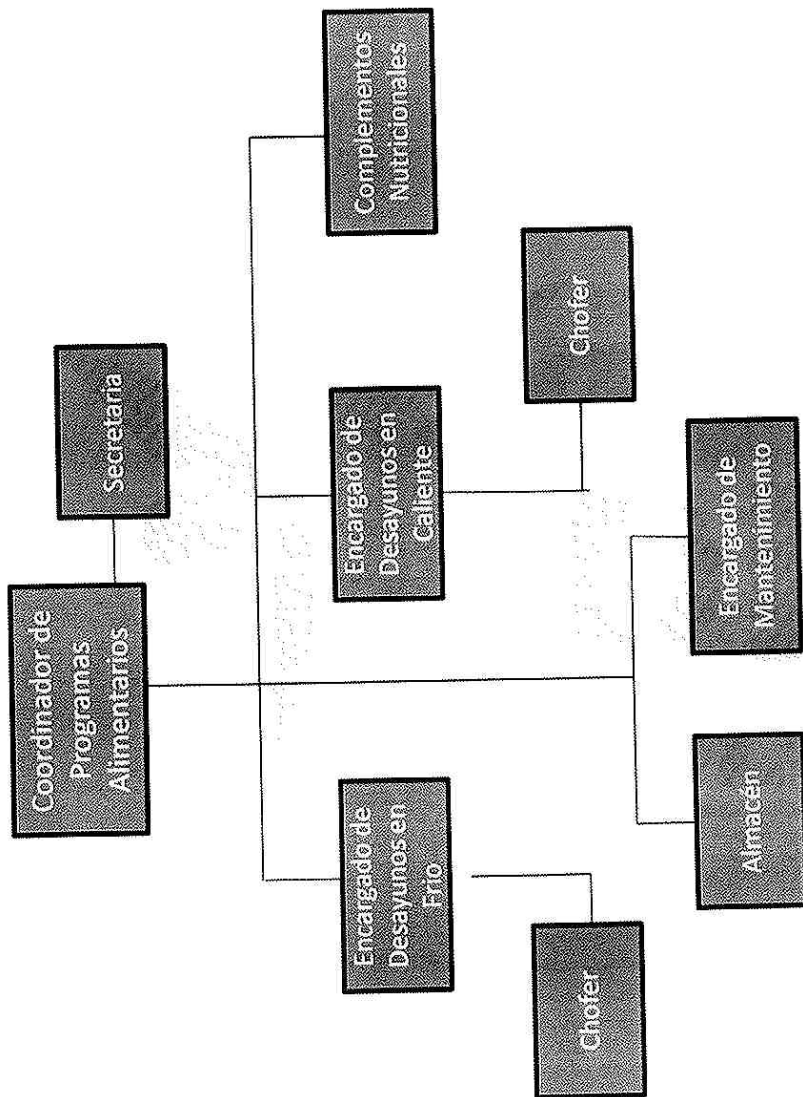 Coordinador de
Programas
Alimentarios
Secretaria
Encargado de
Desayunos en
Frio
Encargado de
Desayunos en
Caliente
Complementos
Nutricionales
Chofer
Chofer
Almacén
Encargado de
Mantenimiento